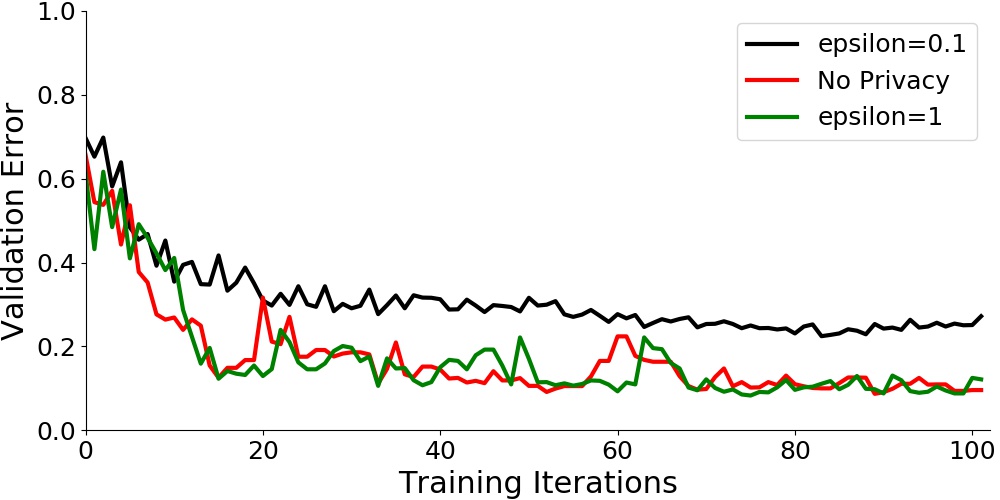 1.0
0.8
0.6
0.4
0.2
0.0
Validation Error
epsilon=0.1
No Privacy
epsilon=1
0 20 40 60 80 100
Training Iterations